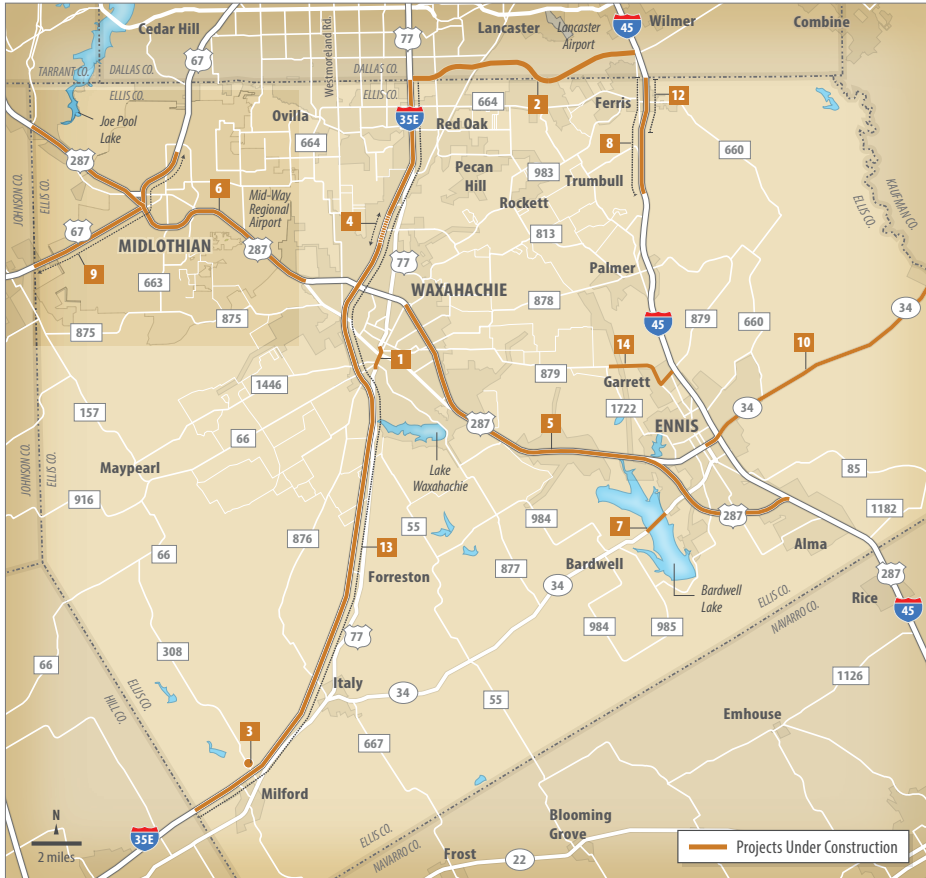 Cedar Hill
67
Westmoreland Rd.
77
Lancaster
Lancaster
Airport
45
Wilmer
Combine
TARRANT CO.
DALLAS CO.
DALLAS CO.
ELLIS CO.
ELLIS CO.
Joe Pool
Lake
Ovilla
664
35E
664
2
Red Oak
Ferris
12
8
660
287
Pecan
Hill
983
Trumbull
KAUFMAN CO.
ELLIS CO.
JOHNSON CO.
ELLIS CO.
6
Mid-Way
Regional
Airport
4
Rockett
67
MIDLOTHIAN
287
813
9
663
77
Palmer
WAXAHACHIE
878
34
875
875
45
879
660
10
1
14
879
Garrett
1446
157
1722
34
66
287
5
ENNIS
Maypearl
Lake
Waxahachie
85
JOHNSON CO.
ELLIS CO.
916
984
7
287
1182
55
876
13
66
Bardwell
Alma
877
Forreston
34
287
Bardwell
Lake
ELLIS CO.
NAVARRO CO.
Rice
45
984
985
77
308
66
ELLIS CO.
HILL CO.
Italy
34
55
1126
Emhouse
3
667
Milford
N
2 miles
35E
ELLIS CO.
NAVARRO CO.
Blooming
Grove
Frost
22
Projects Under Construction